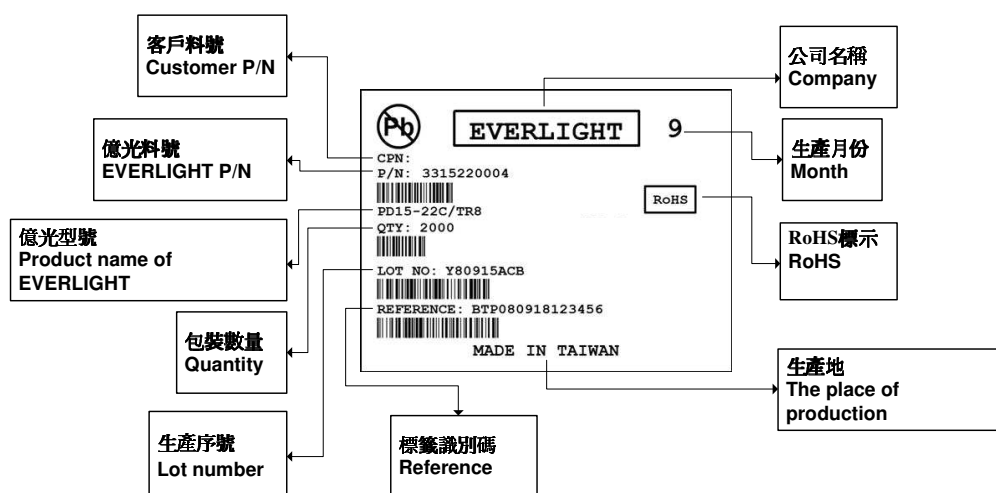 客戶料號
Customer P/N
公司名稱
Company
億光料號
EVERLIGHT P/N
Pb
EVERLIGHT
9
生產月份
Month
CPN:
P/N: 3315220004
RoHS
PD15-22C/TR8
QTY: 2000
億光型號
Product name of
EVERLIGHT
RoHS標示
RoHS
LOT NO: Y80915ACB
REFERENCE: BTP080918123456
MADE IN TAIWAN
包裝數量
Quantity
生產地
The place of
production
生產序號
Lot number
標籤識別碼
Reference